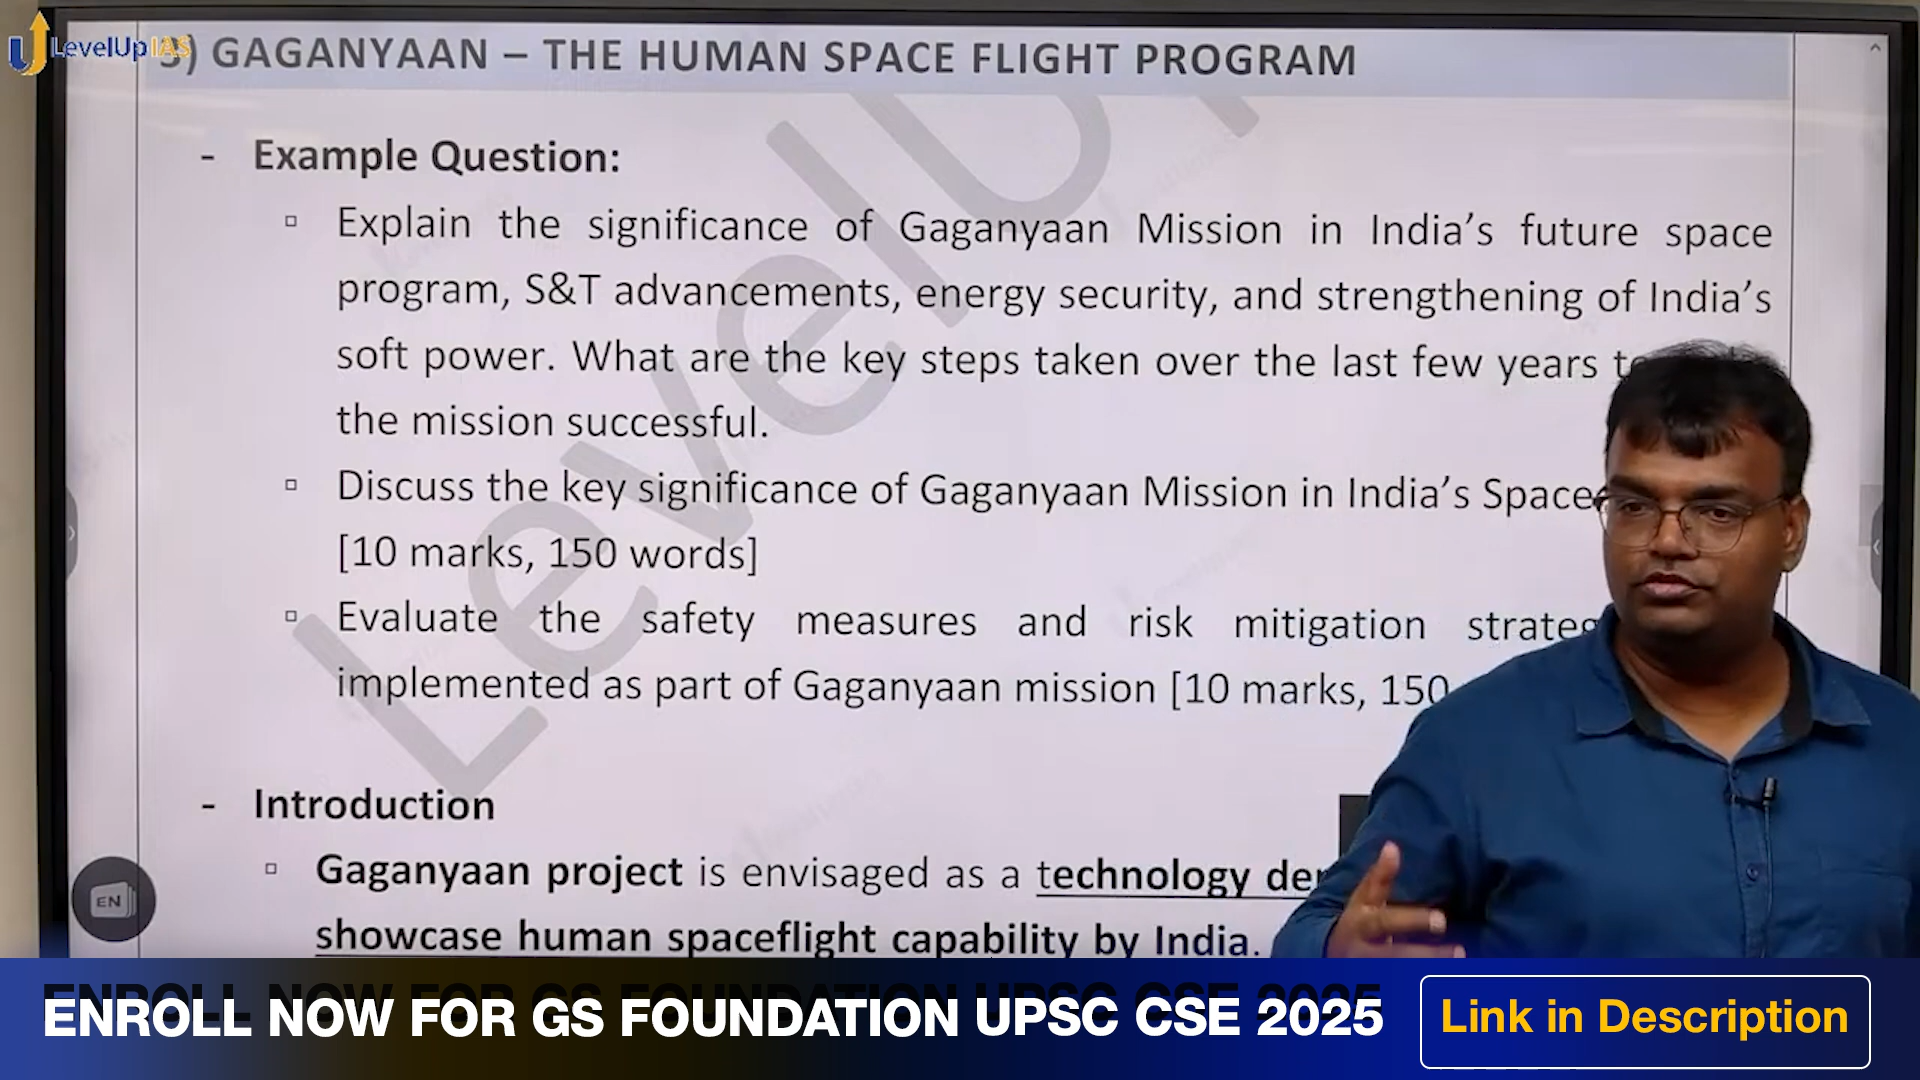 LevelUp IAS
) GAGANYAAN – THE HUMAN SPACE FLIGHT PROGRAM
- Example Question:
▫ Explain the significance of Gaganyaan Mission in India’s future space
program, S&T advancements, energy security, and strengthening of India’s
soft power. What are the key steps taken over the last few years
the mission successful.
▫ Discuss the key significance of Gaganyaan Mission in India’s Space
[10 marks, 150 words]
▫ Evaluate the safety measures and risk mitigation
implemented as part of Gaganyaan mission [10 marks, 150
- Introduction
▫ Gaganyaan project is envisaged as a technology
showcase human spaceflight capability by India.
LevelUp
EN
ENROLL NOW FOR GS FOUNDATION UPSC CSE 2025
Link in Description